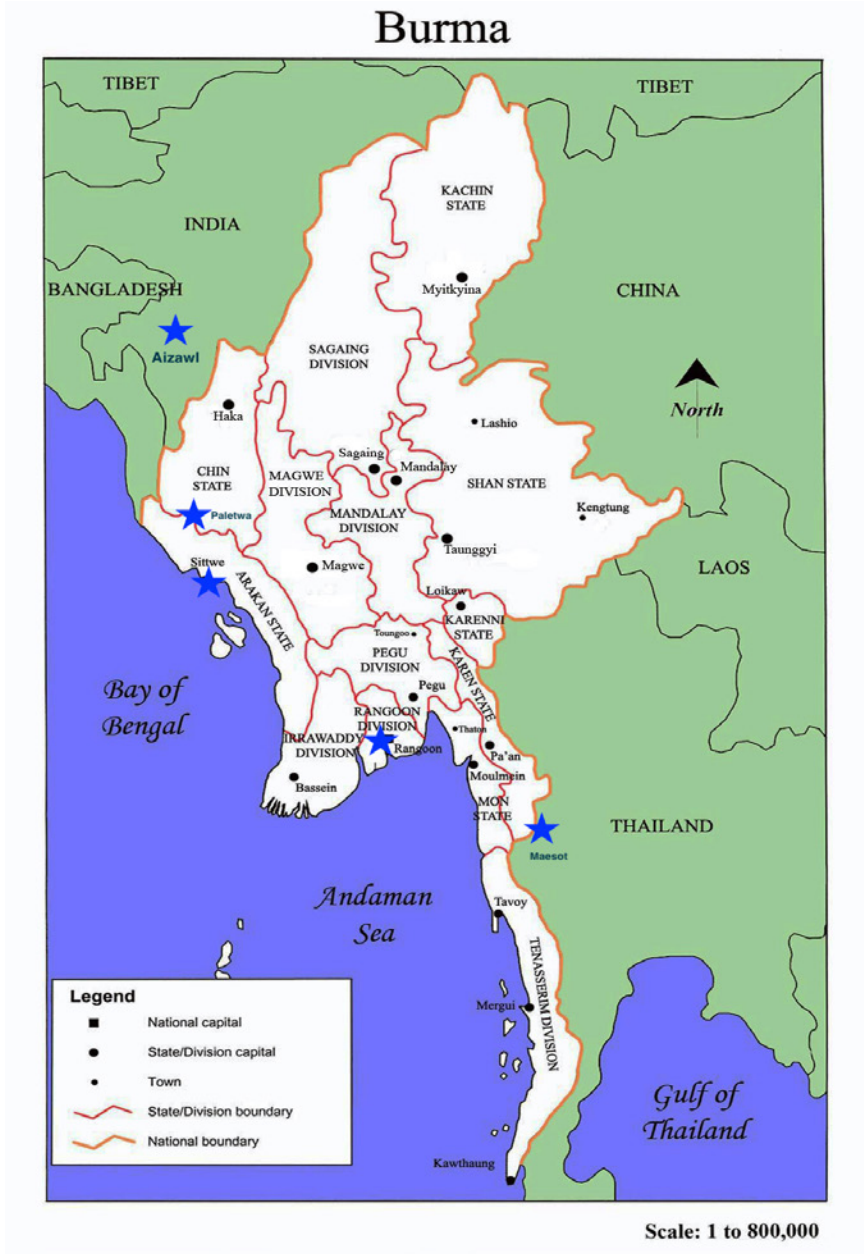 Burma
TIBET
TIBET
KACHIN
STATE
INDIA
Myitkyina
BANGLADESH
CHINA
Aizawl
SAGAING
DIVISION
North
Haka
Lashio
Sagaing
Mandalay
CHIN
STATE
MAGWE
DIVISION
SHAN STATE
Paletwa
MANDALAY
DIVISION
Kengtung
Taunggyi
Sittwe
Magwe
LAOS
ARAKAN STATE
Loikaw
KARENNI
STATE
Toungoo
PEGU
DIVISION
KAREN STATE
Bay of
Bengal
Pegu
RANGOON
DIVISION
IRRAWADDY
DIVISION
Rangoon
Thaton
Pa'an
Bassein
Moulmein
MON
STATE
THAILAND
Maesot
Andaman
Sea
Tavoy
TENASSERIM DIVISION
Mergui
Legend
National capital
State/Division capital
Town
State/Division boundary
National boundary
Gulf of
Thailand
Kawthaung
Scale: 1 to 800,000